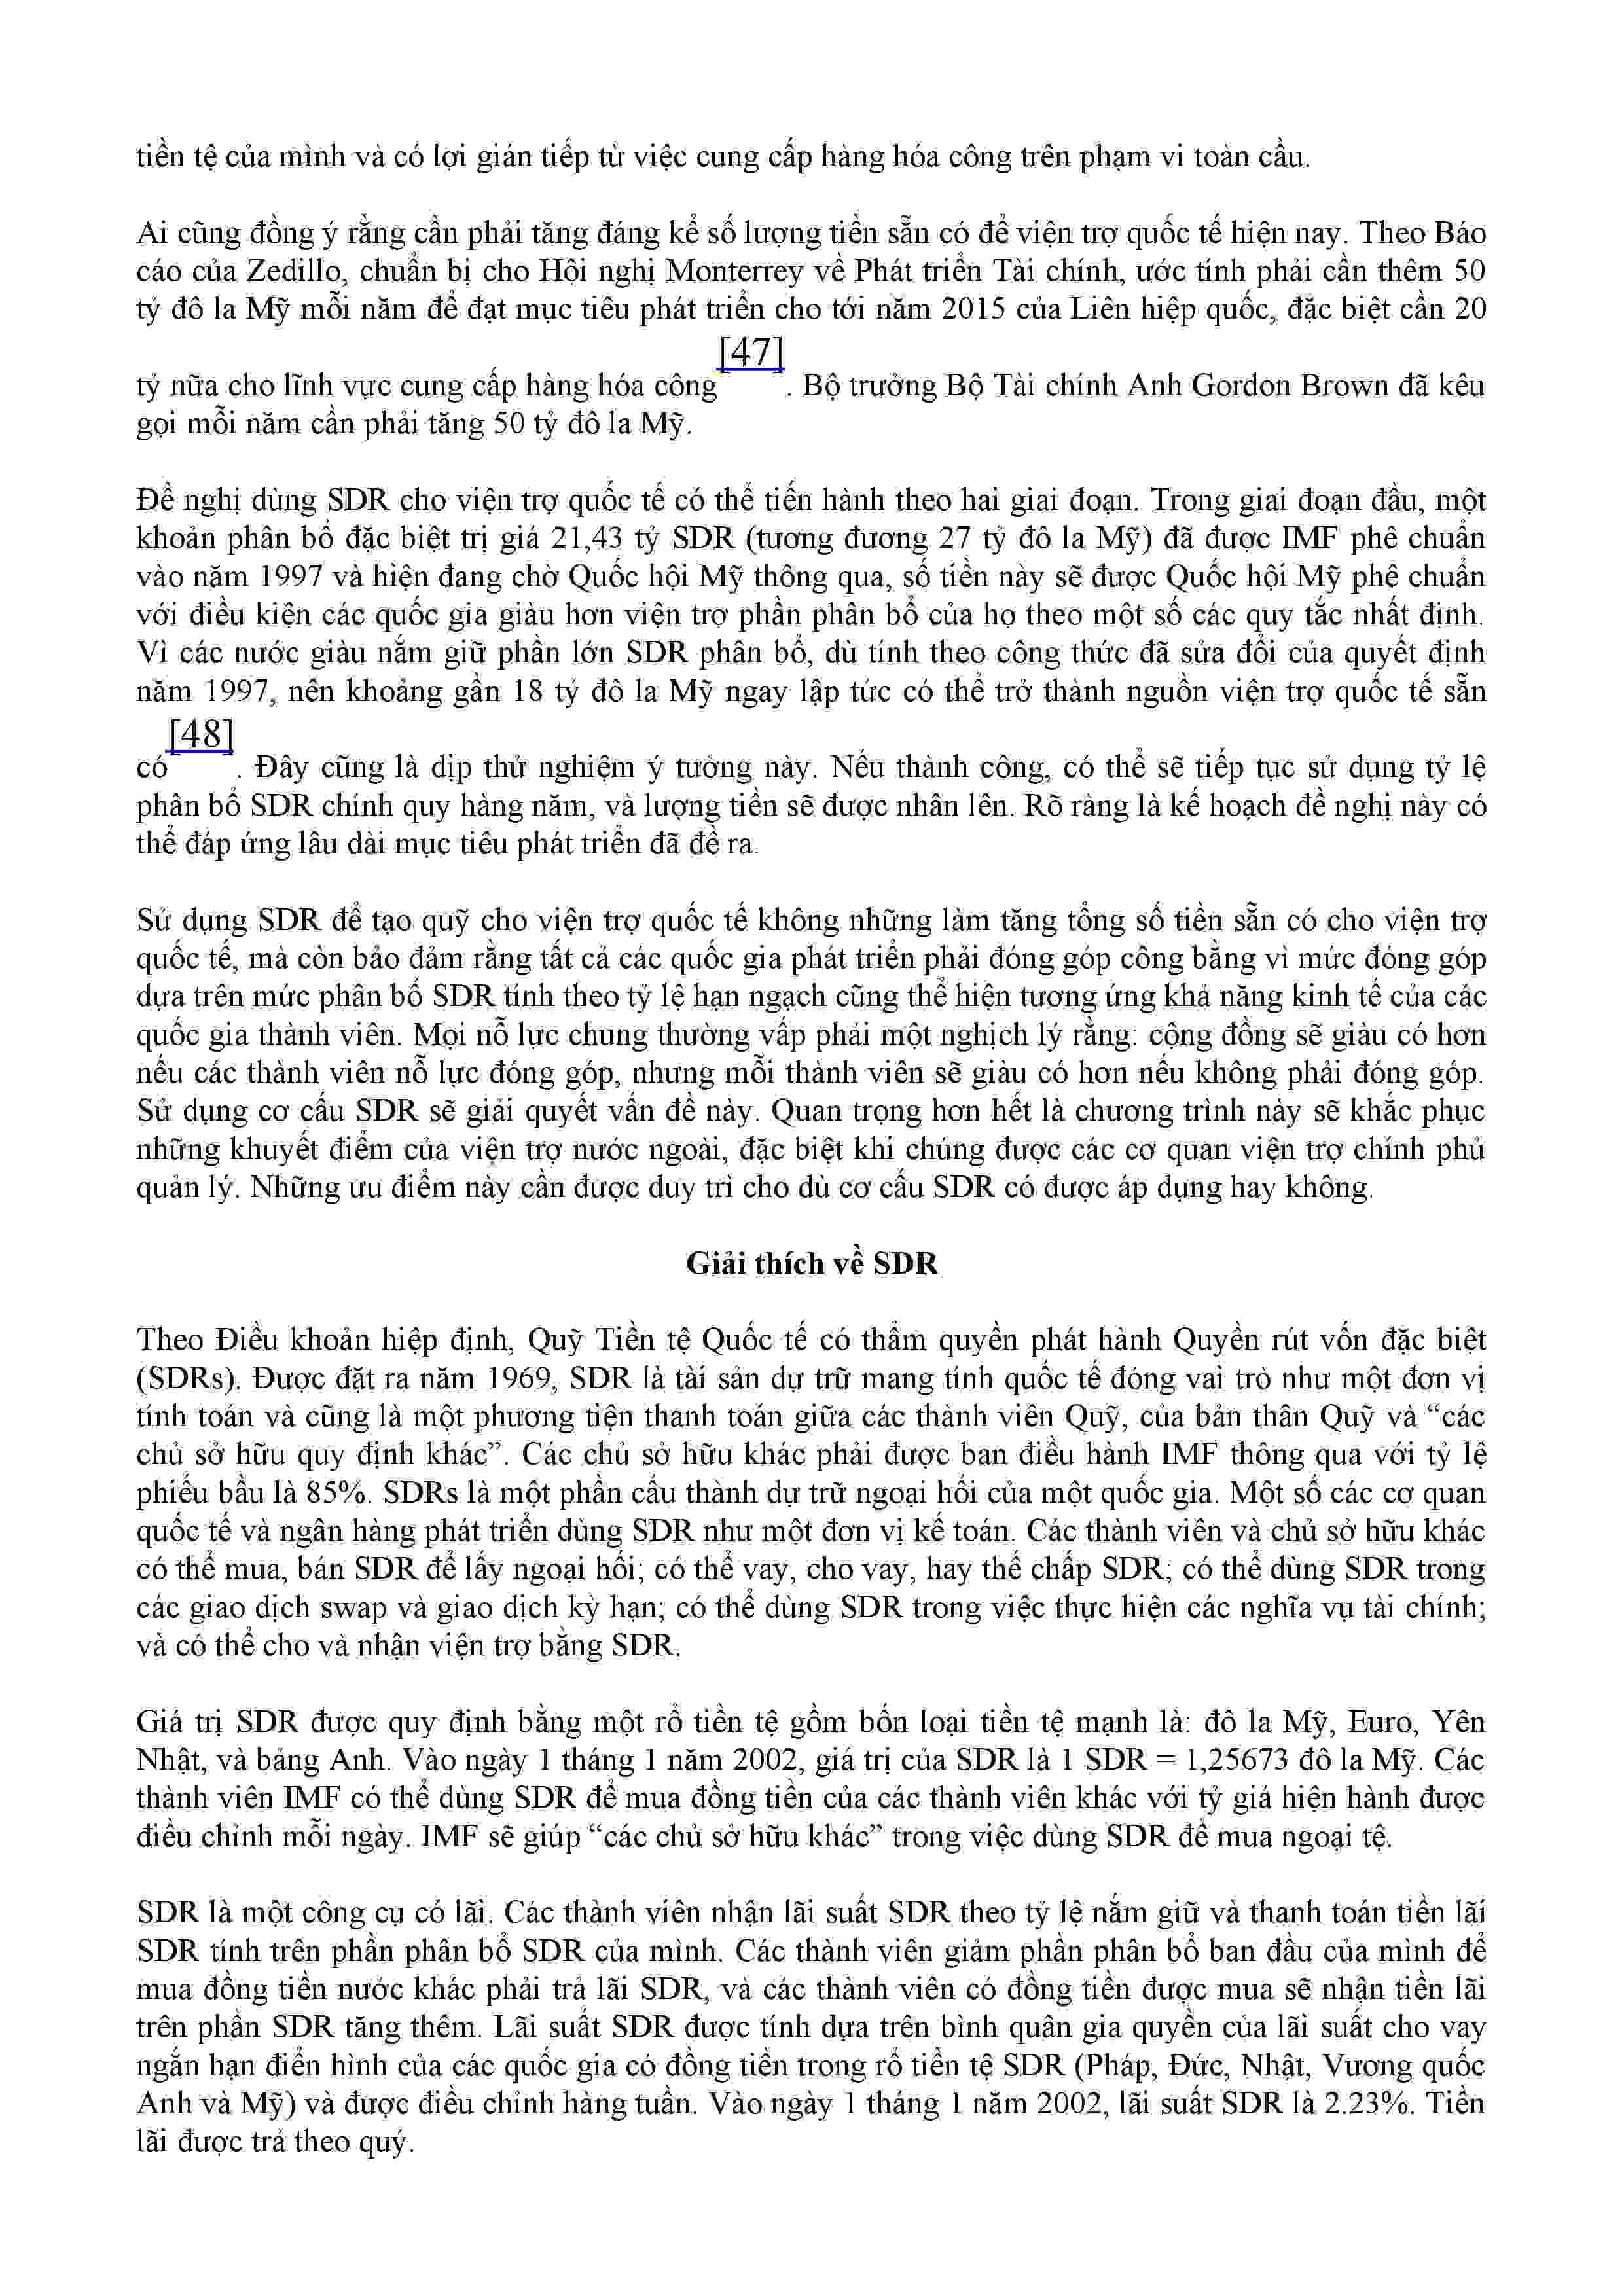 tiền tệ của mình và có lợi gián tiếp từ việc cung cấp hàng hóa công trên phạm vi toàn cầu.
Ai cũng đồng ý rằng cần phải tăng đáng kể số lượng tiền sẵn có để viện trợ quốc tế hiện nay. Theo Báo
cáo của Zedillo, chuẩn bị cho Hội nghị Monterrey về Phát triển Tài chính, ước tính phải cần thêm 50
tỷ đô la Mỹ mỗi năm để đạt mục tiêu phát triển cho tới năm 2015 của Liên hiệp quốc, đặc biệt cần 20
tỷ nữa cho lĩnh vực cung cấp hàng hóa công[47]. Bộ trưởng Bộ Tài chính Anh Gordon Brown đã kêu
gọi mỗi năm cần phải tăng 50 tỷ đô la Mỹ.
Đề nghị dùng SDR cho viện trợ quốc tế có thể tiến hành theo hai giai đoạn. Trong giai đoạn đầu, một
khoản phân bổ đặc biệt trị giá 21,43 tỷ SDR (tương đương 27 tỷ đô la Mỹ) đã được IMF phê chuẩn
vào năm 1997 và hiện đang chờ Quốc hội Mỹ thông qua, số tiền này sẽ được Quốc hội Mỹ phê chuẩn
với điều kiện các quốc gia giàu hơn viện trợ phần phân bổ của họ theo một số các quy tắc nhất định.
Vì các nước giàu nắm giữ phần lớn SDR phân bổ, dù tính theo công thức đã sửa đổi của quyết định
năm 1997, nên khoảng gần 18 tỷ đô la Mỹ ngay lập tức có thể trở thành nguồn viện trợ quốc tế sẵn
có[48]. Đây cũng là dịp thử nghiệm ý tưởng này. Nếu thành công, có thể sẽ tiếp tục sử dụng tỷ lệ
phân bổ SDR chính quy hàng năm, và lượng tiền sẽ được nhân lên. Rõ ràng là kế hoạch đề nghị này có
thể đáp ứng lâu dài mục tiêu phát triển đã đề ra.
Sử dụng SDR để tạo quỹ cho viện trợ quốc tế không những làm tăng tổng số tiền sẵn có cho viện trợ
quốc tế, mà còn bảo đảm rằng tất cả các quốc gia phát triển phải đóng góp công bằng vì mức đóng góp
dựa trên mức phân bổ SDR tính theo tỷ lệ hạn ngạch cũng thể hiện tương ứng khả năng kinh tế của các
quốc gia thành viên. Mọi nỗ lực chung thường vấp phải một nghịch lý rằng: cộng đồng sẽ giàu có hơn
nếu các thành viên nỗ lực đóng góp, nhưng mỗi thành viên sẽ giàu có hơn nếu không phải đóng góp.
Sử dụng cơ cấu SDR sẽ giải quyết vấn đề này. Quan trọng hơn hết là chương trình này sẽ khắc phục
những khuyết điểm của viện trợ nước ngoài, đặc biệt khi chúng được các cơ quan viện trợ chính phủ
quản lý. Những ưu điểm này cần được duy trì cho dù cơ cấu SDR có được áp dụng hay không.
Giải thích về SDR
Theo Điều khoản hiệp định, Quỹ Tiền tệ Quốc tế có thẩm quyền phát hành Quyền rút vốn đặc biệt
(SDRs). Được đặt ra năm 1969, SDR là tài sản dự trữ mang tính quốc tế đóng vai trò như một đơn vị
tính toán và cũng là một phương tiện thanh toán giữa các thành viên Quỹ, của bản thân Quỹ và “các
chủ sở hữu quy định khác”. Các chủ sở hữu khác phải được ban điều hành IMF thông qua với tỷ lệ
phiếu bầu là 85%. SDRs là một phần cấu thành dự trữ ngoại hối của một quốc gia. Một số các cơ quan
quốc tế và ngân hàng phát triển dùng SDR như một đơn vị kế toán. Các thành viên và chủ sở hữu khác
có thể mua, bán SDR để lấy ngoại hối; có thể vay, cho vay, hay thế chấp SDR; có thể dùng SDR trong
các giao dịch swap và giao dịch kỳ hạn; có thể dùng SDR trong việc thực hiện các nghĩa vụ tài chính;
và có thể cho và nhận viện trợ bằng SDR.
Giá trị SDR được quy định bằng một rổ tiền tệ gồm bốn loại tiền tệ mạnh là: đô la Mỹ, Euro, Yên
Nhật, và bảng Anh. Vào ngày 1 tháng 1 năm 2002, giá trị của SDR là 1 SDR = 1,25673 đô la Mỹ. Các
thành viên IMF có thể dùng SDR để mua đồng tiền của các thành viên khác với tỷ giá hiện hành được
điều chỉnh mỗi ngày. IMF sẽ giúp “các chủ sở hữu khác” trong việc dùng SDR để mua ngoại tệ.
SDR là một công cụ có lãi. Các thành viên nhận lãi suất SDR theo tỷ lệ nắm giữ và thanh toán tiền lãi
SDR tính trên phần phân bổ SDR của mình. Các thành viên giảm phần phân bổ ban đầu của mình để
mua đồng tiền nước khác phải trả lãi SDR, và các thành viên có đồng tiền được mua sẽ nhận tiền lãi
trên phần SDR tăng thêm. Lãi suất SDR được tính dựa trên bình quân gia quyền của lãi suất cho vay
ngắn hạn điển hình của các quốc gia có đồng tiền trong rổ tiền tệ SDR (Pháp, Đức, Nhật, Vương quốc
Anh và Mỹ) và được điều chỉnh hàng tuần. Vào ngày 1 tháng 1 năm 2002, lãi suất SDR là 2.23%. Tiền
lãi được trả theo quý.